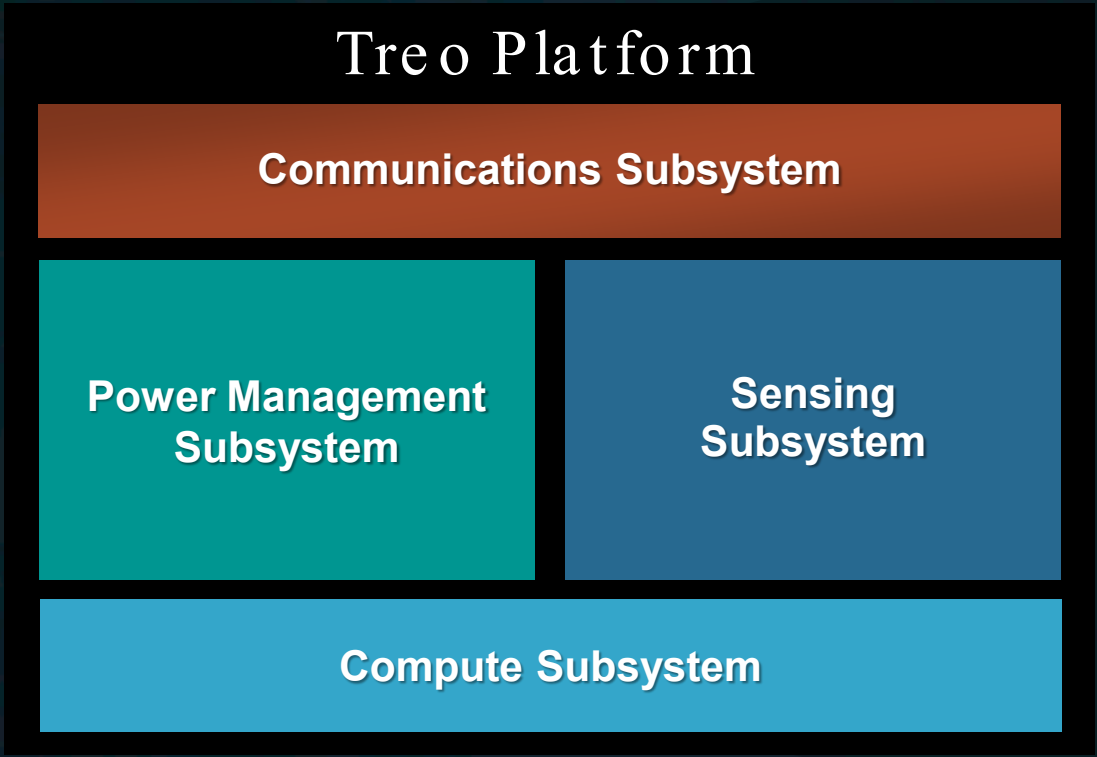 Treo Platform
Communications Subsystem
Power Management
Subsystem
Sensing
Subsystem
Compute Subsystem